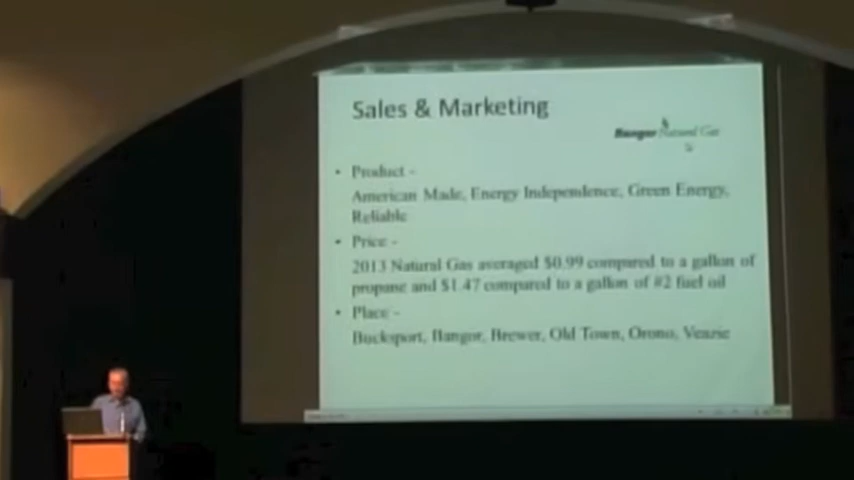 Sales & Marketing
Bangor Natural Gas
• Product -
American Made, Energy Independence, Green Energy,
Reliable
• Price -
2013 Natural Gas averaged $0.99 compared to a gallon of
propane and $1.47 compared to a gallon of #2 fuel oil
• Place -
Bucksport, Bangor, Brewer, Old Town, Orono, Veazie